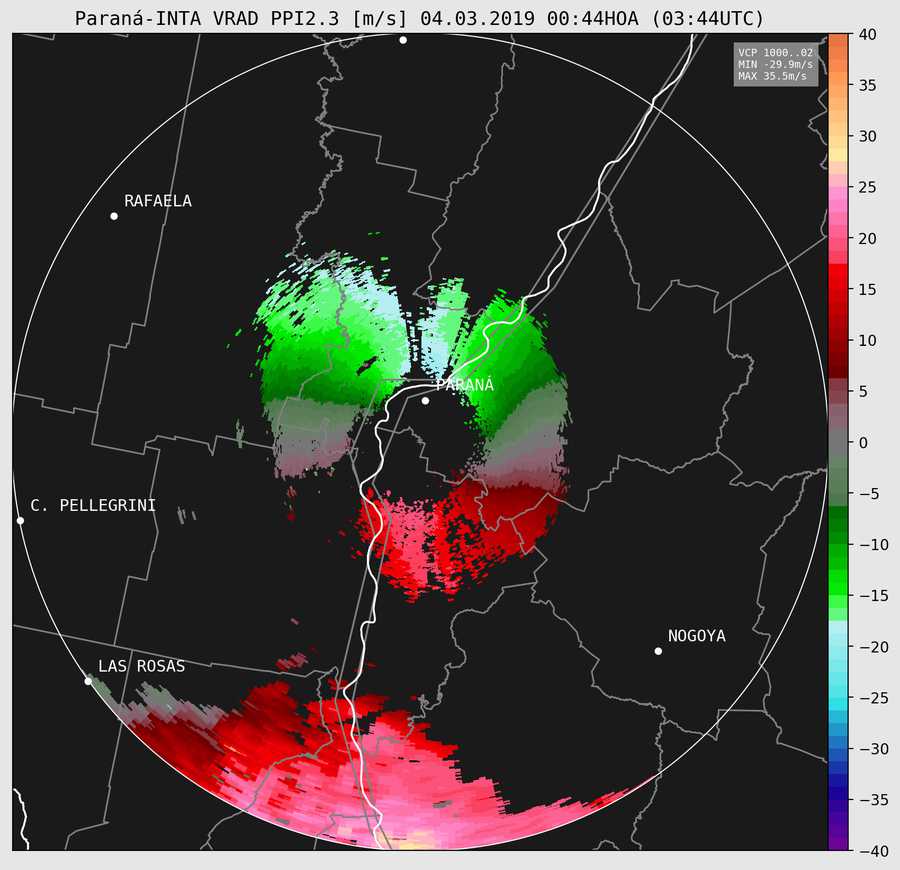 Paraná-INTA VRAD PPI2.3 [m/s] 04.03.2019 00:44HOA (03:44UTC)
VCP 1000..02
MIN -29.9m/s
MAX 35.5m/s
RAFAELA
PARANÁ
C. PELLEGRINI
NOGOYA
LAS ROSAS
40
35
30
25
20
15
10
5
0
−5
−10
−15
−20
−25
−30
−35
−40